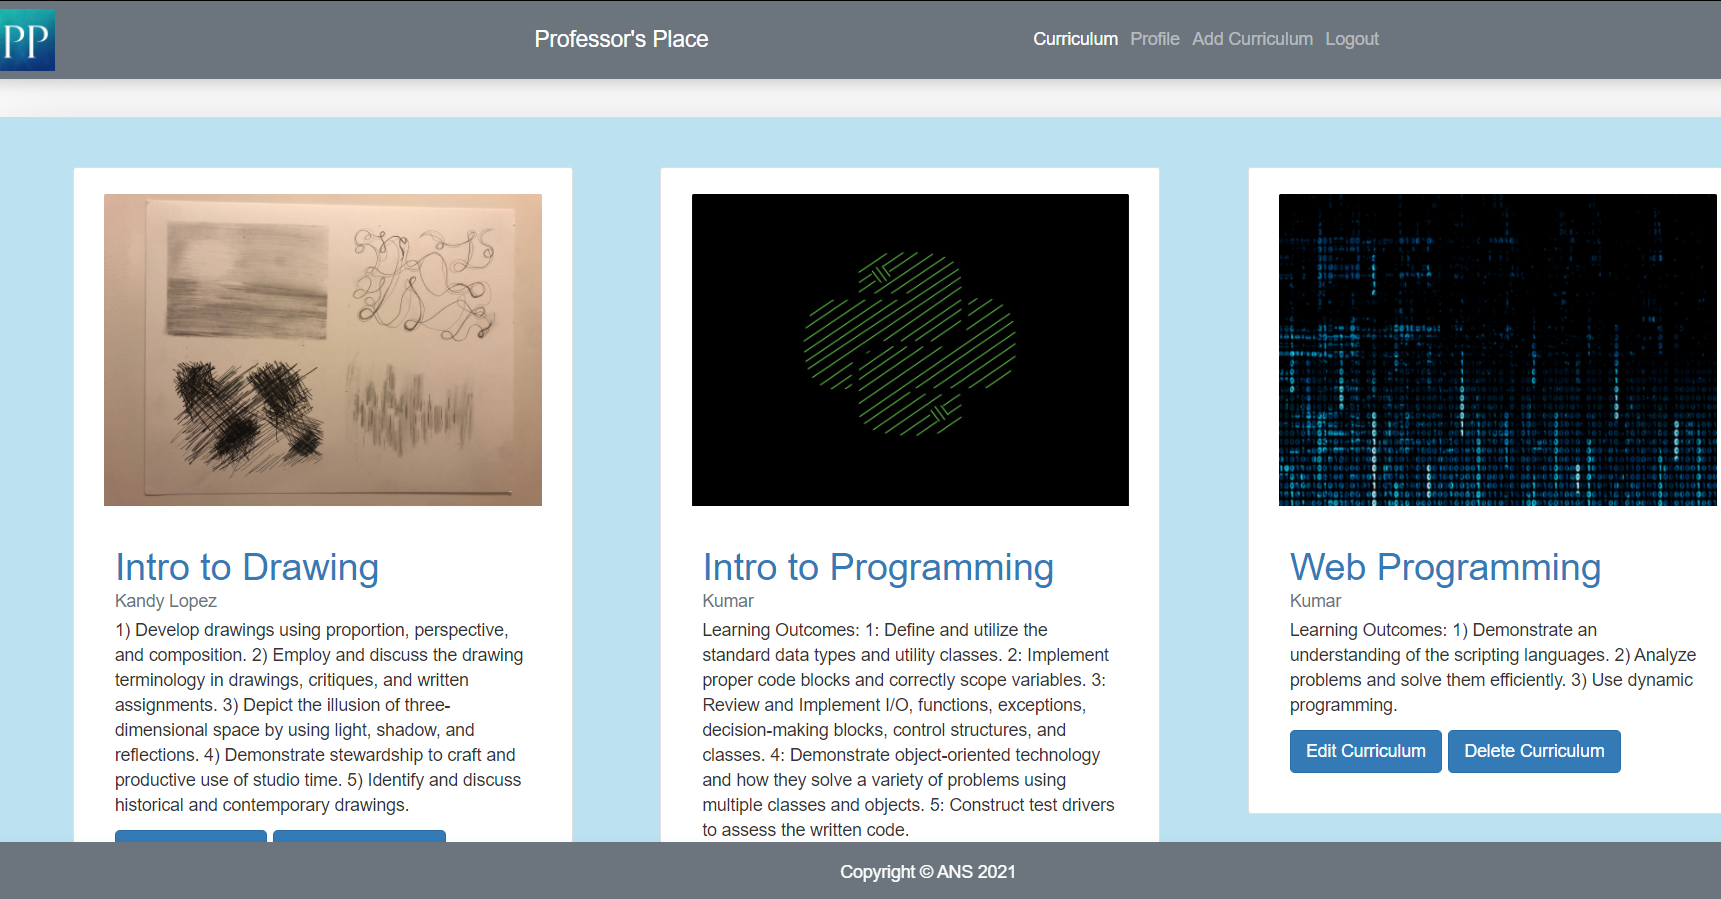 PP
Professor's Place
Curriculum Profile Add Curriculum Logout
Intro to Drawing
Kandy Lopez
1) Develop drawings using proportion, perspective,
and composition. 2) Employ and discuss the drawing
terminology in drawings, critiques, and written
assignments. 3) Depict the illusion of three-
dimensional space by using light, shadow, and
reflections. 4) Demonstrate stewardship to craft and
productive use of studio time. 5) Identify and discuss
historical and contemporary drawings.
Intro to Programming
Kumar
Learning Outcomes: 1: Define and utilize the
standard data types and utility classes. 2: Implement
proper code blocks and correctly scope variables. 3:
Review and Implement I/O, functions, exceptions,
decision-making blocks, control structures, and
classes. 4: Demonstrate object-oriented technology
and how they solve a variety of problems using
multiple classes and objects. 5: Construct test drivers
to assess the written code.
Web Programming
Kumar
Learning Outcomes: 1) Demonstrate an
understanding of the scripting languages. 2) Analyze
problems and solve them efficiently. 3) Use dynamic
programming.
Edit Curriculum Delete Curriculum
Copyright © ANS 2021